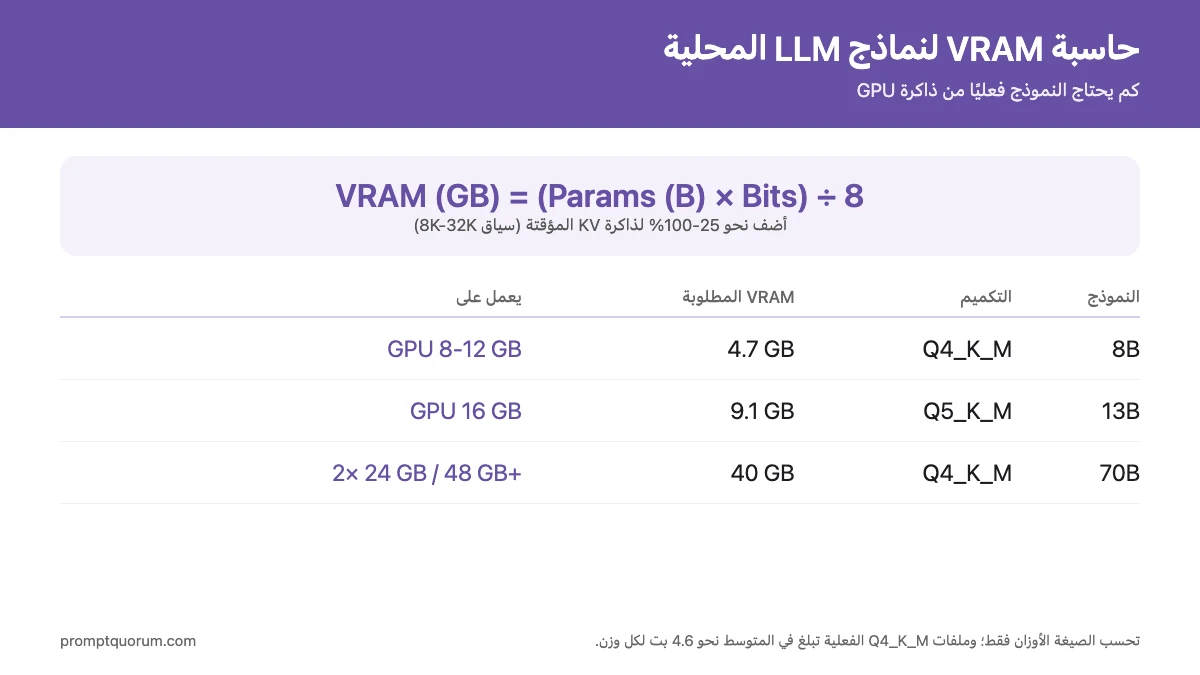 حاسبة VRAM لنماذج LLM المحلية
كم يحتاج النموذج فعليًا من ذاكرة GPU
VRAM (GB) = (Params (B) × Bits) ÷ 8
أضف نحو 25-100% لذاكرة KV المؤقتة (سياق 8K-32K)
النموذج التكميم VRAM المطلوبة يعمل على
8B Q4_K_M 4.7 GB GPU 8-12 GB
13B Q5_K_M 9.1 GB GPU 16 GB
70B Q4_K_M 40 GB 2× 24 GB / 48 GB+
تحسب الصيغة الأوزان فقط؛ وملفات Q4_K_M الفعلية تبلغ في المتوسط نحو 4.6 بت لكل وزن.
promptquorum.com